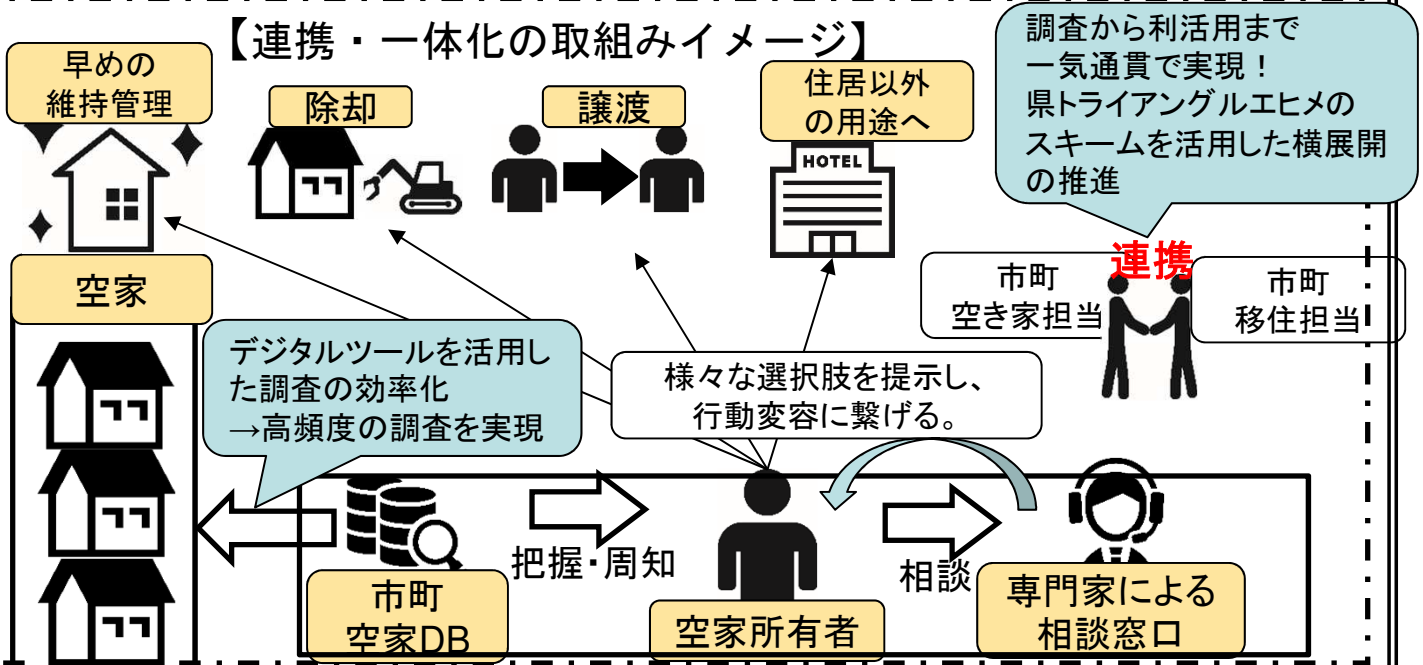 【連携・一体化の取組みイメージ】
調査から利活用まで
一気通貫で実現！
県トライアングルエヒメの
スキームを活用した横展開
の推進
早めの
維持管理
除却
譲渡
住居以外
の用途へ
HOTEL
連携
市町
空き家担当
市町
移住担当
空家
デジタルツールを活用し
た調査の効率化
→高頻度の調査を実現
様々な選択肢を提示し、
行動変容に繋げる。
把握・周知
相談
市町
空家DB
空家所有者
専門家による
相談窓口